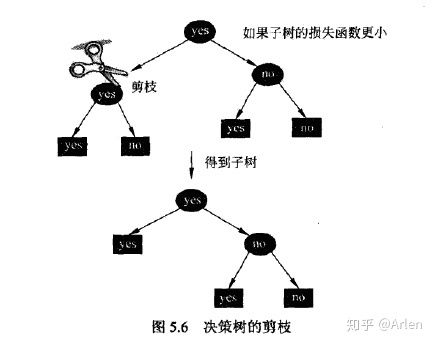 yes
如果子树的损失函数更小
剪枝
no
yes
yes
no
yes
no
得到子树
yes
yes
no
yes
no
图 5.6 决策树的剪枝
知乎 @Arlen